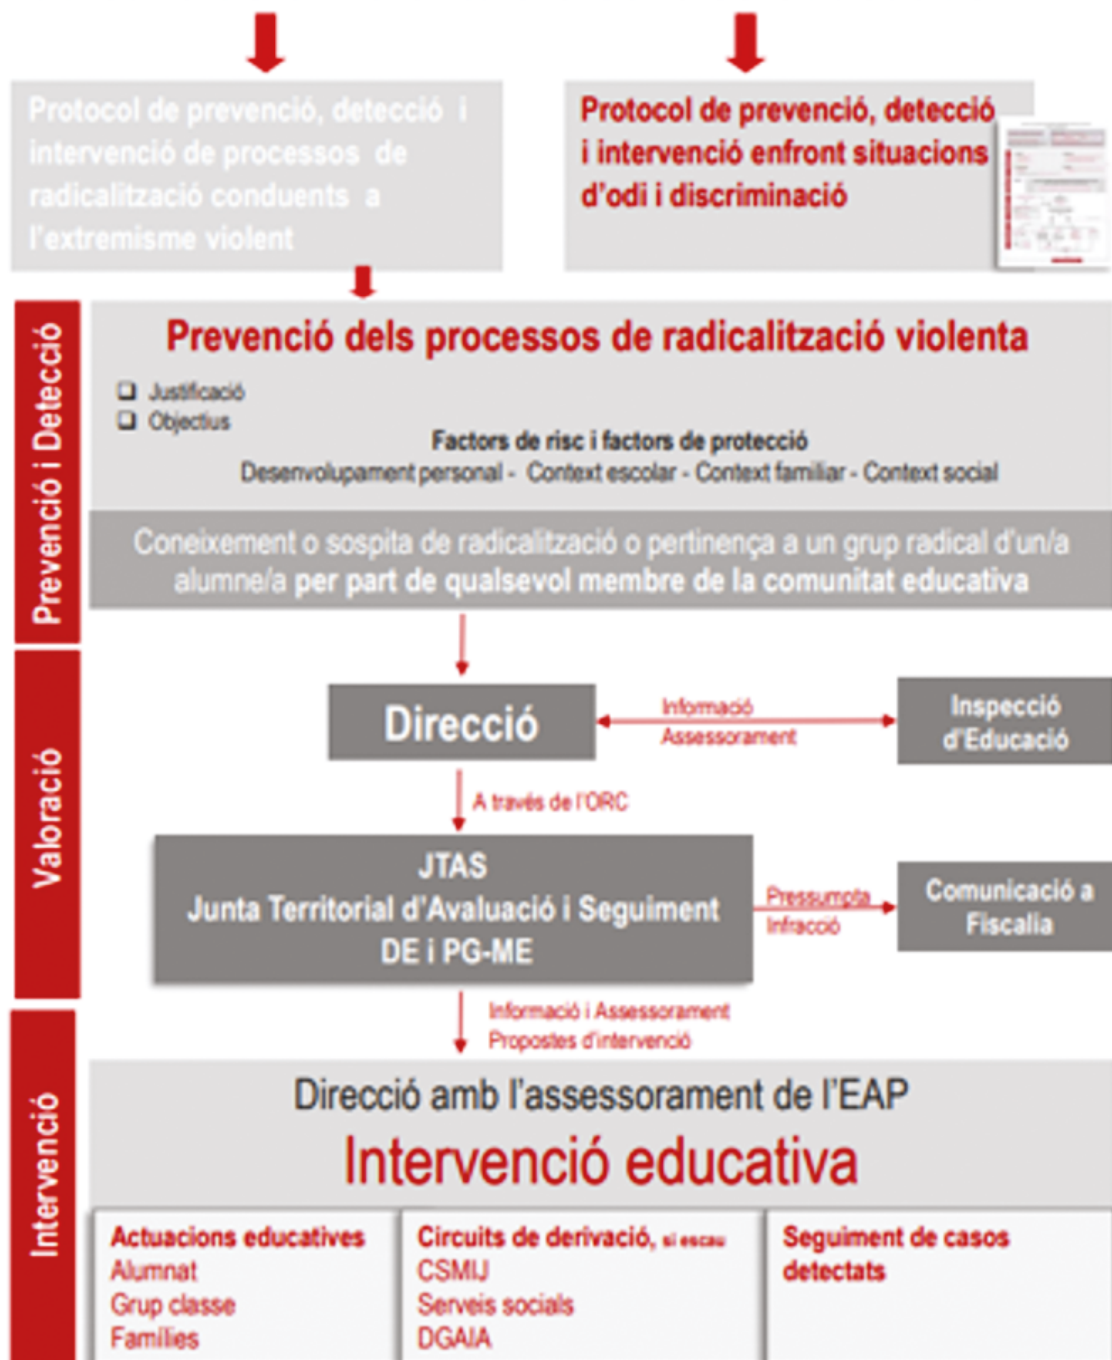 Protocol de prevenció, detecció i
intervenció de processos de
radicalització conduents a
l'extremisme violent
Protocol de prevenció, detecció
i intervenció enfront situacions
d'odi i discriminació
Prevenció i Detecció
Prevenció dels processos de radicalització violenta
Justificació
Objectius
Factors de risc i factors de protecció
Desenvolupament personal - Context escolar - Context familiar - Context social
Coneixement o sospita de radicalització o pertinença a un grup radical d'un/a
alumne/a per part de qualsevol membre de la comunitat educativa
Valoració
Direcció
Informació
Assessorament
Inspecció
d'Educació
A través de l'ORC
JTAS
Junta Territorial d'Avaluació i Seguiment
DE i PG-ME
Pressumpta
Infracció
Comunicació a
Fiscalia
Informació i Assessorament
Propostes d'intervenció
Intervenció
Direcció amb l'assessorament de l'EAP
Intervenció educativa
Actuacions educatives
Alumnat
Grup classe
Famílies
Circuits de derivació, si escau
CSMIJ
Serveis socials
DGAIA
Seguiment de casos
detectats